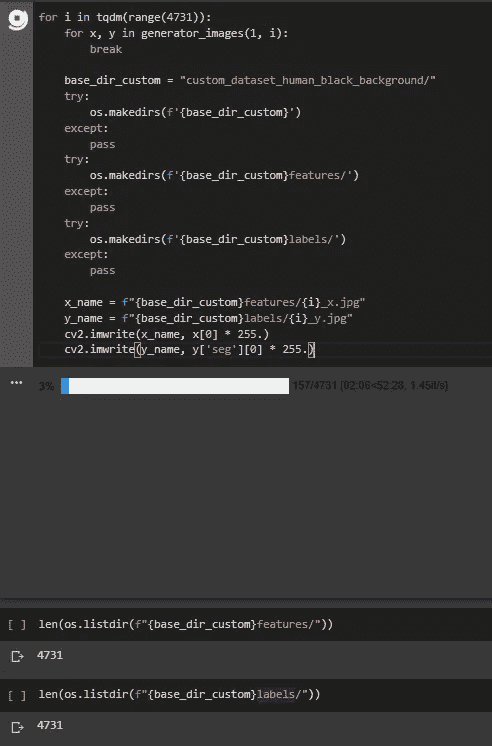 for i in tqdm(range(4731)):
    for x, y in generator_images(1, i):
        break
    base_dir_custom = "custom_dataset_human_black_background/"
    try:
        os.makedirs(f'{base_dir_custom}')
    except:
        pass
    try:
        os.makedirs(f'{base_dir_custom}features/')
    except:
        pass
    try:
        os.makedirs(f'{base_dir_custom}labels/')
    except:
        pass
    x_name = f"{base_dir_custom}features/{i}_x.jpg"
    y_name = f"{base_dir_custom}labels/{i}_y.jpg"
    cv2.imwrite(x_name, x[0] * 255.)
    cv2.imwrite(y_name, y['seg'][0] * 255.)
3% 157/4731 (02:06<52:28, 1.45it/s)
[ ] len(os.listdir(f"{base_dir_custom}features/"))
4731
[ ] len(os.listdir(f"{base_dir_custom}labels/"))
4731